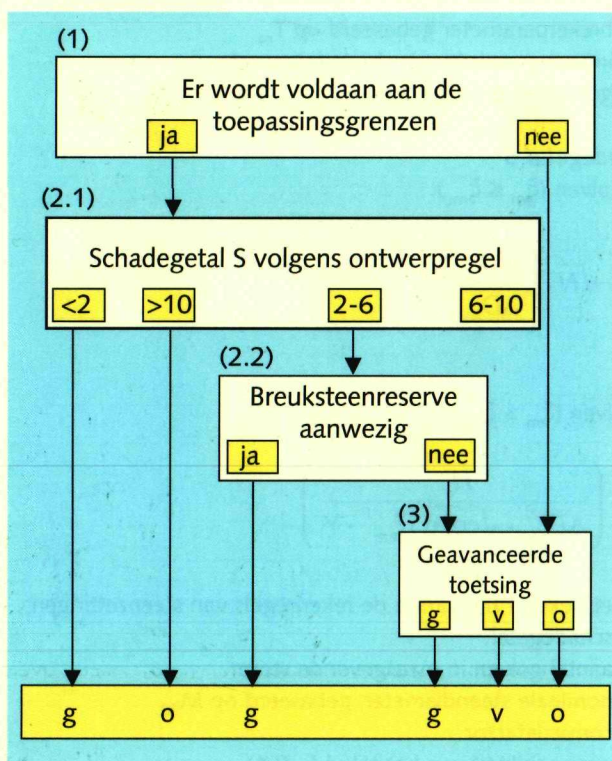 (1)
Er wordt voldaan aan de
toepassingsgrenzen
ja
nee
(2.1)
Schadegetal S volgens ontwerpregel
<2 >10 2-6 6-10
(2.2)
Breuksteenreserve
aanwezig
ja nee
(3)
Geavanceerde
toetsing
g v o
g o g g v o